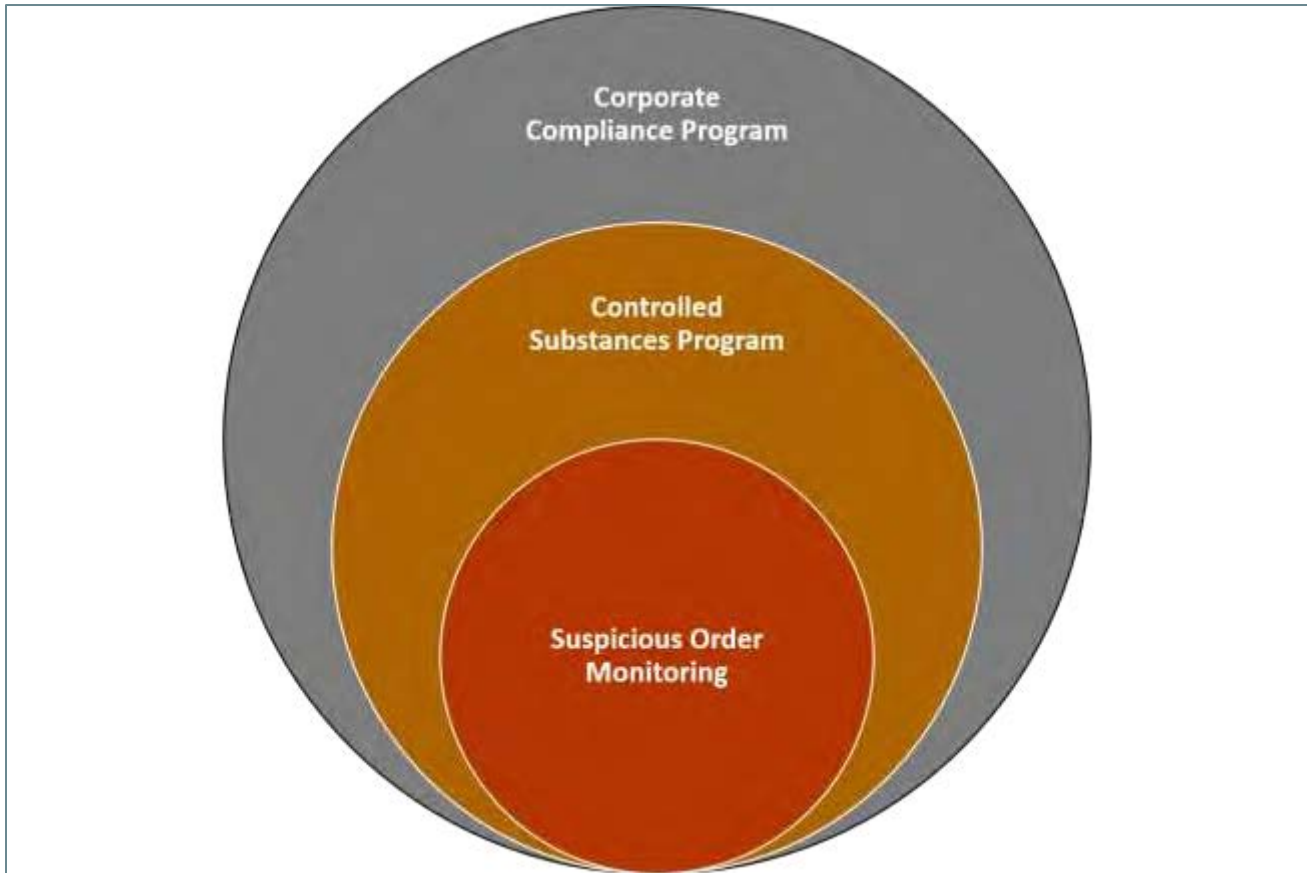 Corporate
Compliance Program
Controlled
Substances Program
Suspicious Order
Monitoring